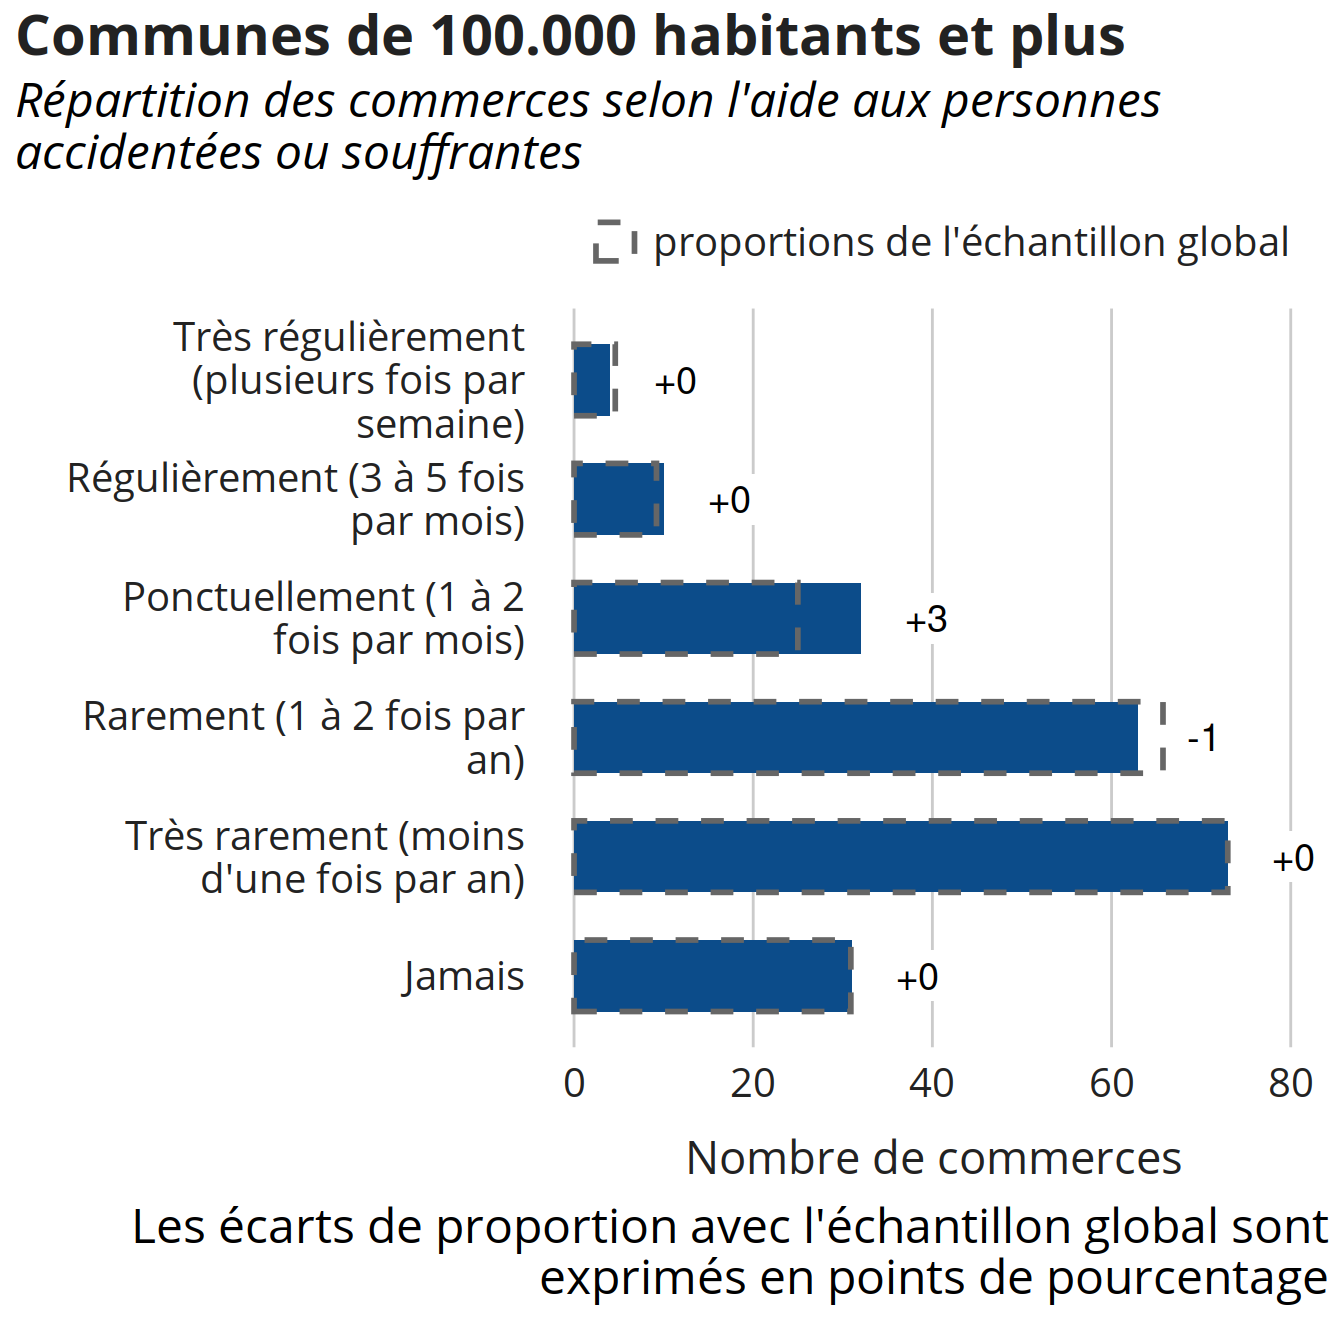 Communes de 100.000 habitants et plus
Répartition des commerces selon l'aide aux personnes
accidentées ou souffrantes
proportions de l'échantillon global
Très régulièrement
(plusieurs fois par
semaine)
+0
Régulièrement (3 à 5 fois
par mois)
+0
Ponctuellement (1 à 2
fois par mois)
+3
Rarement (1 à 2 fois par
an)
-1
Très rarement (moins
d'une fois par an)
+0
Jamais
+0
0 20 40 60 80
Nombre de commerces
Les écarts de proportion avec l'échantillon global sont
exprimés en points de pourcentage